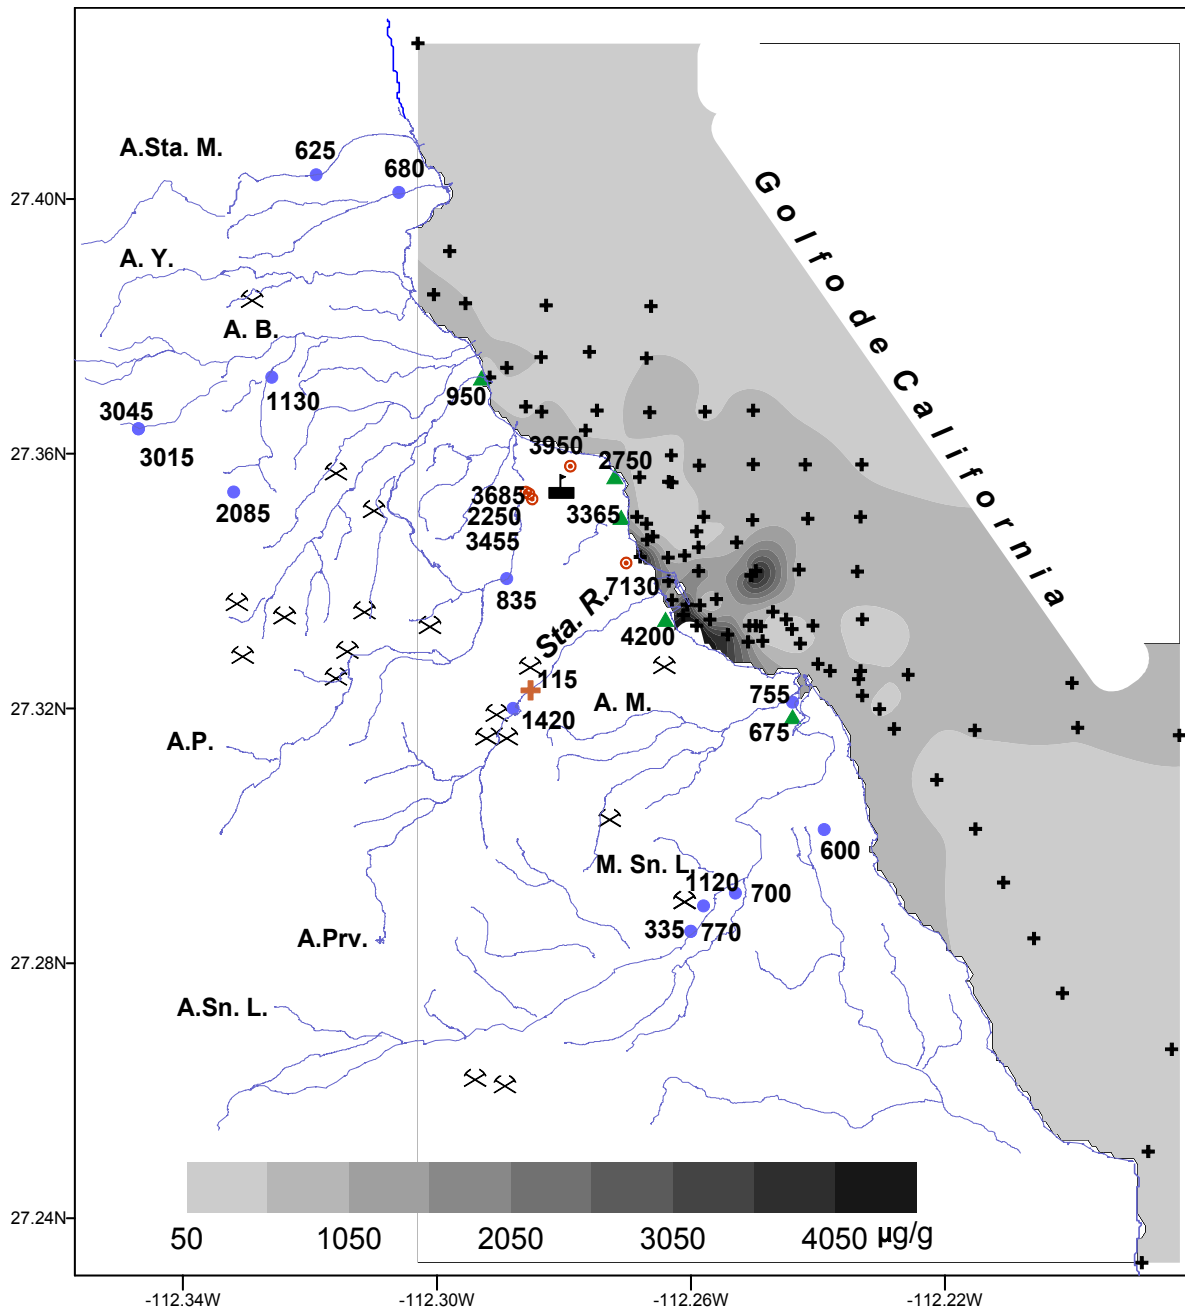 A.Sta. M.
625
680
27.40N
A. Y.
Golfo de California
A. B.
950
3045
1130
3015
3950
27.36N
2750
2085
3685
2250
3365
3455
7130
835
Sta. R.
4200
115
755
A. M.
27.32N
1420
675
A.P.
600
M. Sn. L.
1120
700
335
770
A.Prv.
27.28N
A.Sn. L.
27.24N
50
1050
2050
3050
4050
µg/g
-112.34W
-112.30W
-112.26W
-112.22W